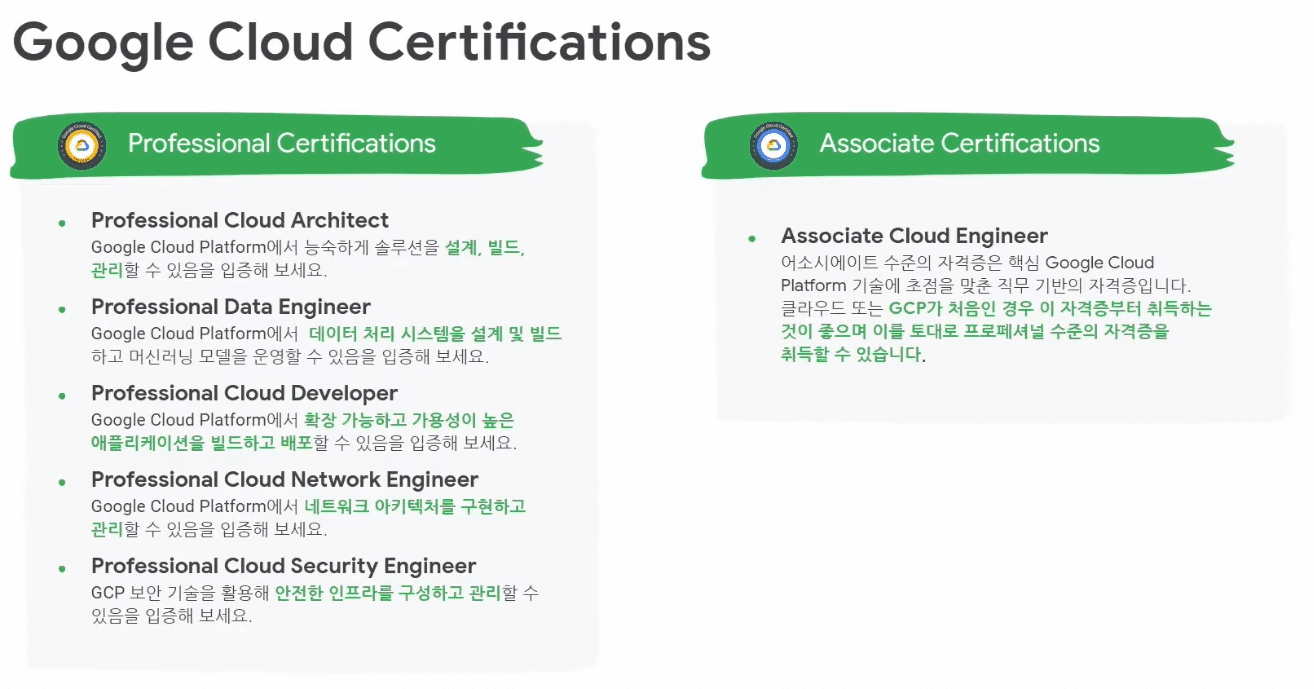 Google Cloud Certifications
Professional Certifications
Professional Cloud Architect
Google Cloud Platform에서 능숙하게 솔루션을 설계, 빌드,
관리할 수 있음을 입증해 보세요.
Professional Data Engineer
Google Cloud Platform에서 데이터 처리 시스템을 설계 및 빌드
하고 머신러닝 모델을 운영할 수 있음을 입증해 보세요.
Professional Cloud Developer
Google Cloud Platform에서 확장 가능하고 가용성이 높은
애플리케이션을 빌드하고 배포할 수 있음을 입증해 보세요.
Professional Cloud Network Engineer
Google Cloud Platform에서 네트워크 아키텍처를 구현하고
관리할 수 있음을 입증해 보세요.
Professional Cloud Security Engineer
GCP 보안 기술을 활용해 안전한 인프라를 구성하고 관리할 수
있음을 입증해 보세요.
Associate Certifications
Associate Cloud Engineer
어소시에이트 수준의 자격증은 핵심 Google Cloud
Platform 기술에 초점을 맞춘 직무 기반의 자격증입니다.
클라우드 또는 GCP가 처음인 경우 이 자격증부터 취득하는
것이 좋으며 이를 토대로 프로페셔널 수준의 자격증을
취득할 수 있습니다.